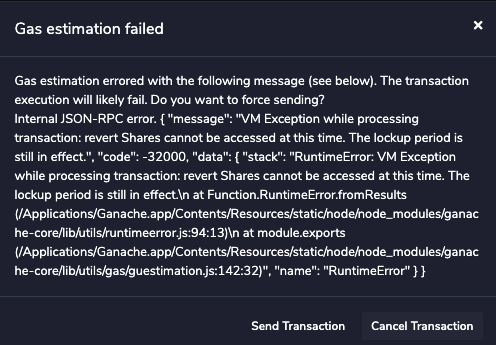 Gas estimation failed
Gas estimation errored with the following message (see below). The transaction
execution will likely fail. Do you want to force sending?
Internal JSON-RPC error. { "message": "VM Exception while processing
transaction: revert Shares cannot be accessed at this time. The lockup period is
still in effect.", "code": -32000, "data": { "stack": "RuntimeError: VM Exception
while processing transaction: revert Shares cannot be accessed at this time. The
lockup period is still in effect.\n at Function.RuntimeError.fromResults
(/Applications/Ganache.app/Contents/Resources/static/node/node_modules/ganac
he-core/lib/utils/runtimeerror.js:94:13)\n at module.exports
(/Applications/Ganache.app/Contents/Resources/static/node/node_modules/ganac
he-core/lib/utils/gas/guestimation.js:142:32)", "name": "RuntimeError" } }
Send Transaction Cancel Transaction